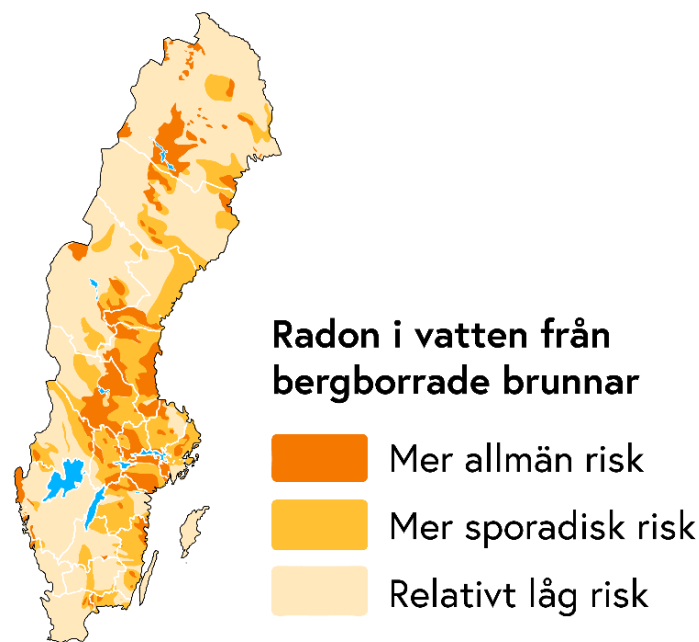 Radon i vatten från
bergborrade brunnar
Mer allmän risk
Mer sporadisk risk
Relativt låg risk